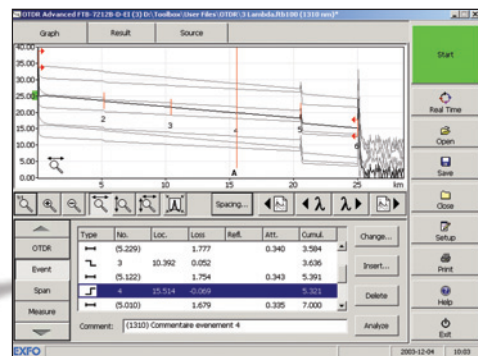 OTDR Advanced FTB-7212B-D-EI (3) D:\Toolbox\User Files\OTDR\3 Lambda.ftb100 (1310 nm)*
Graph Result Source
40.00
35.00
30.00
25.00
20.00
15.00
10.00
5.00
0.00
2 3 4 5 6
A
5 10 15 20 25 km
Spacing...
λ λ
OTDR
Event
Span
Measure
Type No. Loc. Loss Refl. Att. Cumul.
(5.229) 1.777 0.340 3.584
3 10.392 0.052 3.636
(5.122) 1.754 0.343 5.391
4 15.514 -0.069 5.321
(5.010) 1.679 0.335 7.000
Comment: (1310) Commentaire evenement 4
Change...
Insert...
Delete
Analyze
Start
Real Time
Open
Save
Close
Setup
Print
Help
Exit
EXFO 2003-12-04 10:03